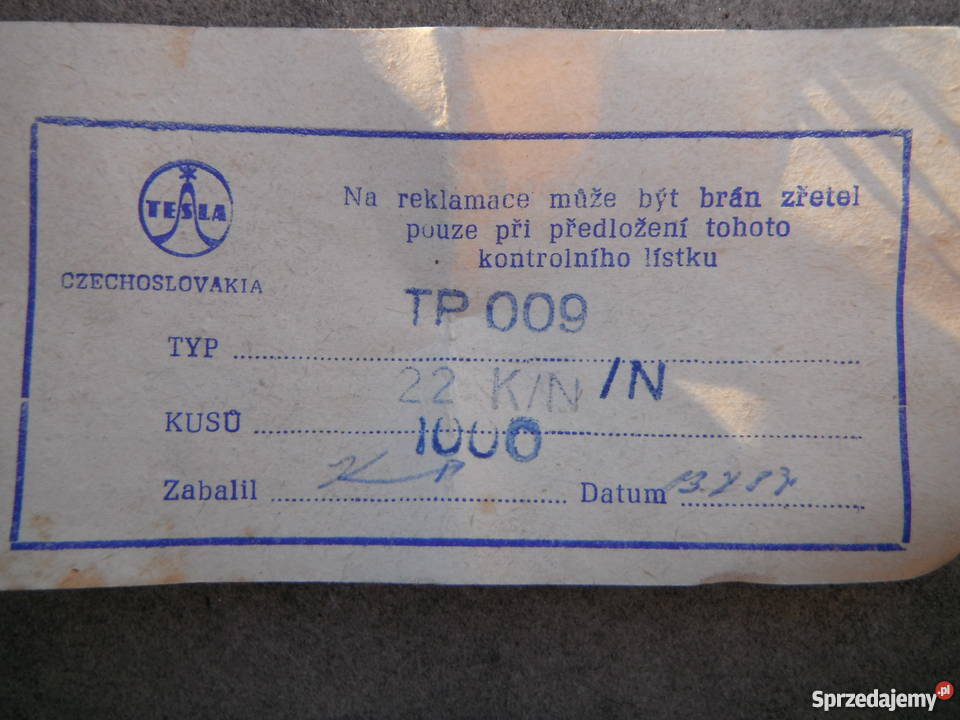 TESLA
CZECHOSLOVAKIA
Na reklamace může být brán zřetel
pouze při předložení tohoto
kontrolního lístku
TP 009
TYP
22 K/N /N
KUSŮ
1000
Zabalil
Datum
Sprzedajemy.pl